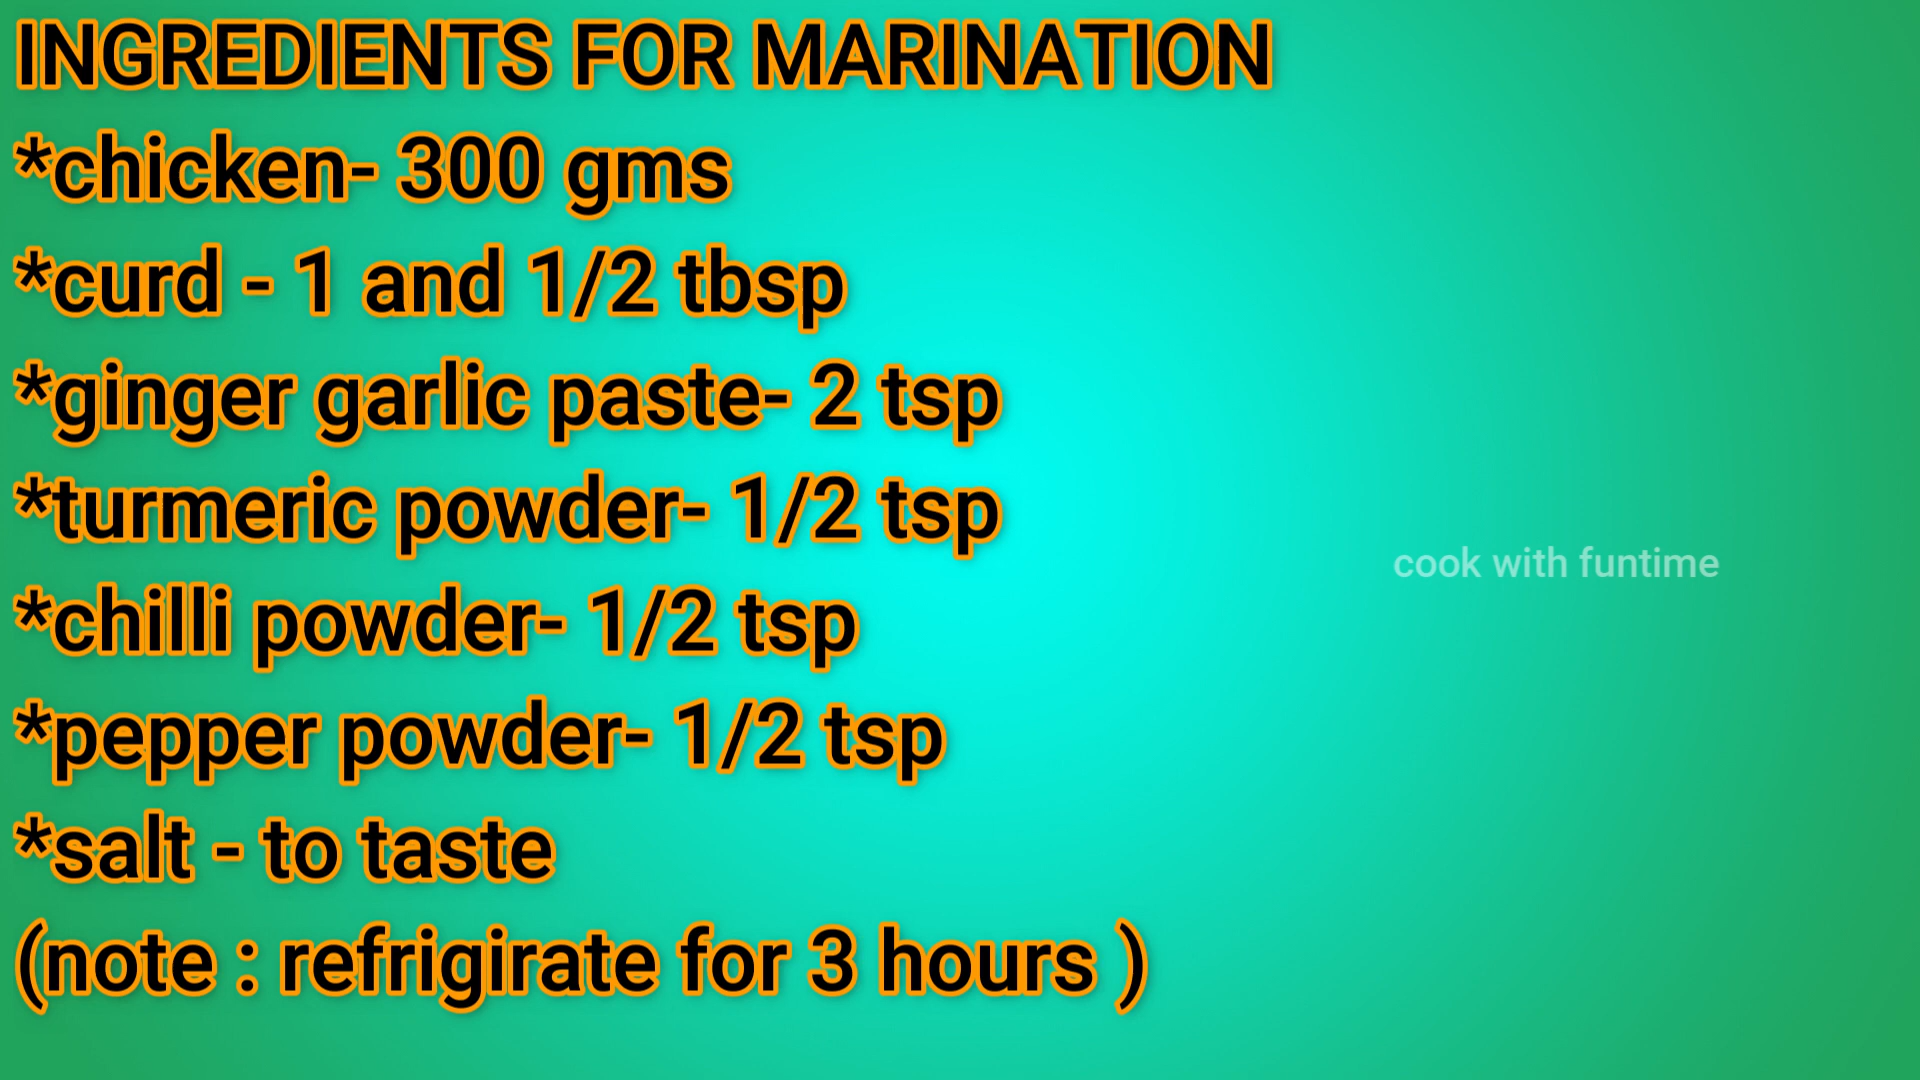 INGREDIENTS FOR MARINATION
*chicken- 300 gms
*curd - 1 and 1/2 tbsp
*ginger garlic paste- 2 tsp
*turmeric powder- 1/2 tsp
*chilli powder- 1/2 tsp
*pepper powder- 1/2 tsp
*salt - to taste
(note : refrigirate for 3 hours )
cook with funtime